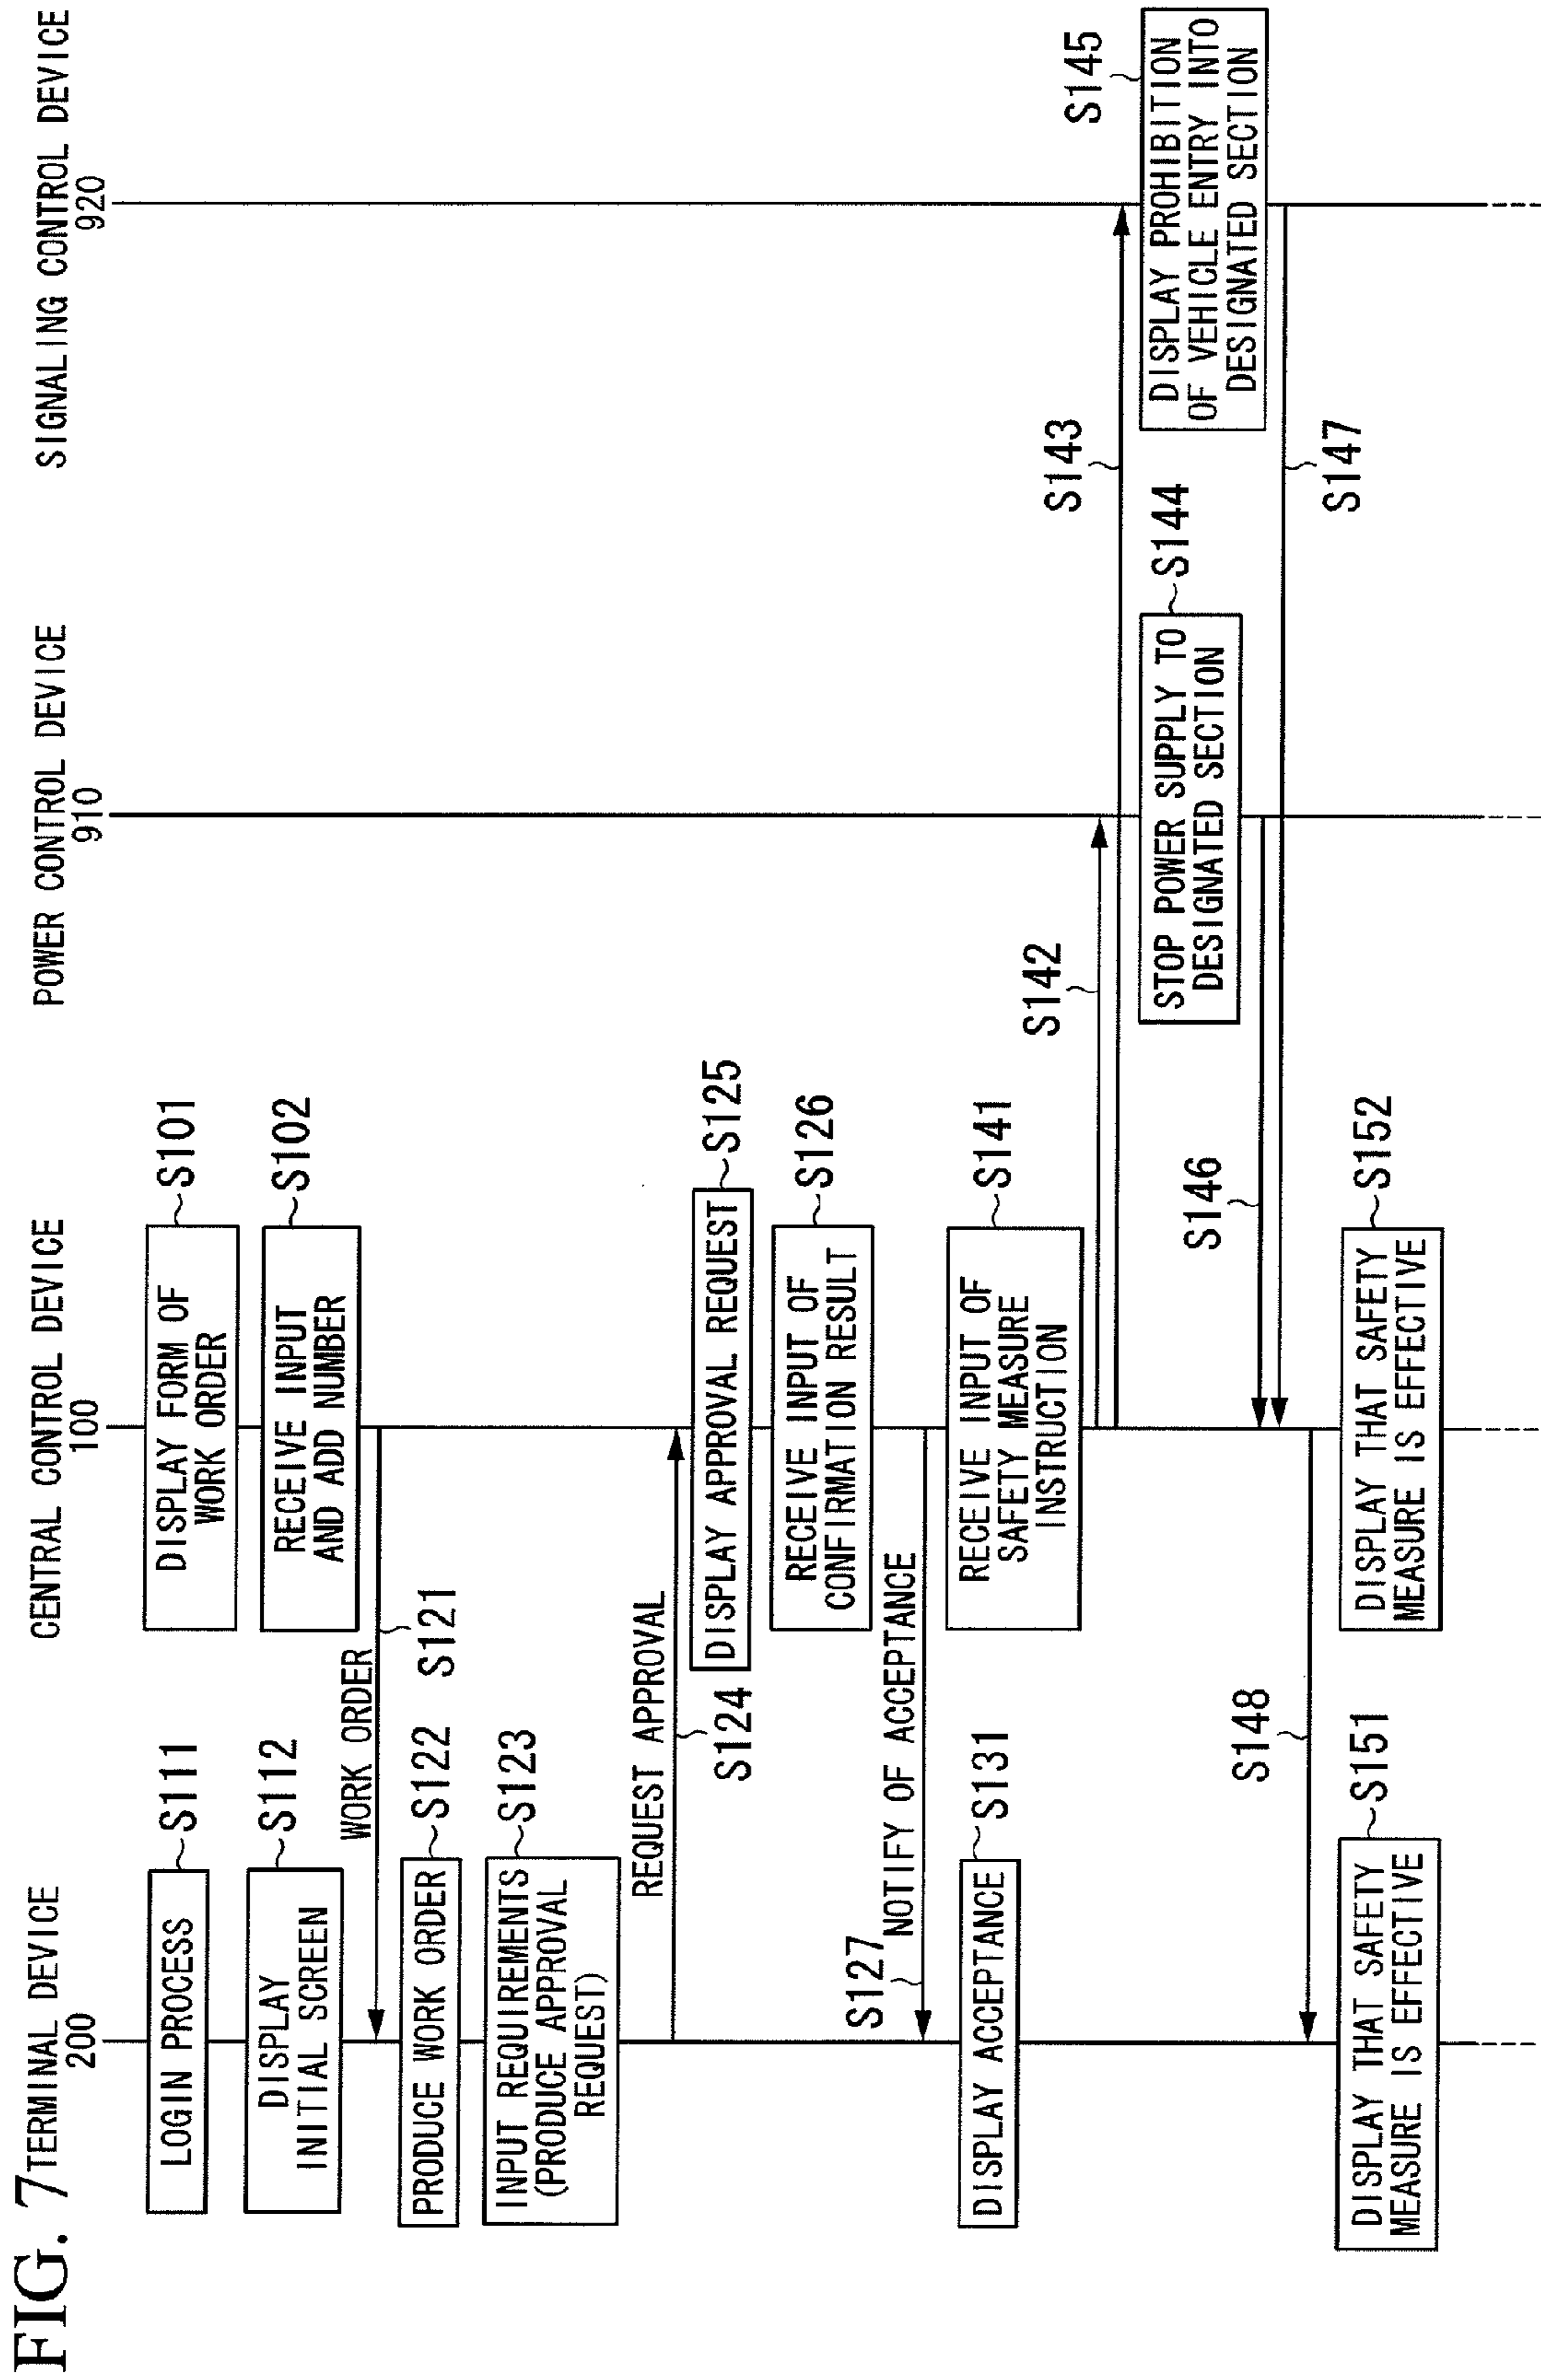 FIG. 7
TERMINAL DEVICE
200
CENTRAL CONTROL DEVICE
100
POWER CONTROL DEVICE
910
SIGNALING CONTROL DEVICE
920
LOGIN PROCESS
S111
DISPLAY FORM OF
WORK ORDER
S101
DISPLAY
INITIAL SCREEN
S112
RECEIVE INPUT
AND ADD NUMBER
S102
WORK ORDER
S121
PRODUCE WORK ORDER
S122
INPUT REQUIREMENTS
(PRODUCE APPROVAL
REQUEST)
S123
REQUEST APPROVAL
S124
DISPLAY APPROVAL REQUEST
S125
RECEIVE INPUT OF
CONFIRMATION RESULT
S126
S127
NOTIFY OF ACCEPTANCE
DISPLAY ACCEPTANCE
S131
RECEIVE INPUT OF
SAFETY MEASURE
INSTRUCTION
S141
S142
S143
STOP POWER SUPPLY TO
DESIGNATED SECTION
S144
DISPLAY PROHIBITION
OF VEHICLE ENTRY INTO
DESIGNATED SECTION
S145
S146
S147
S148
DISPLAY THAT SAFETY
MEASURE IS EFFECTIVE
S151
DISPLAY THAT SAFETY
MEASURE IS EFFECTIVE
S152